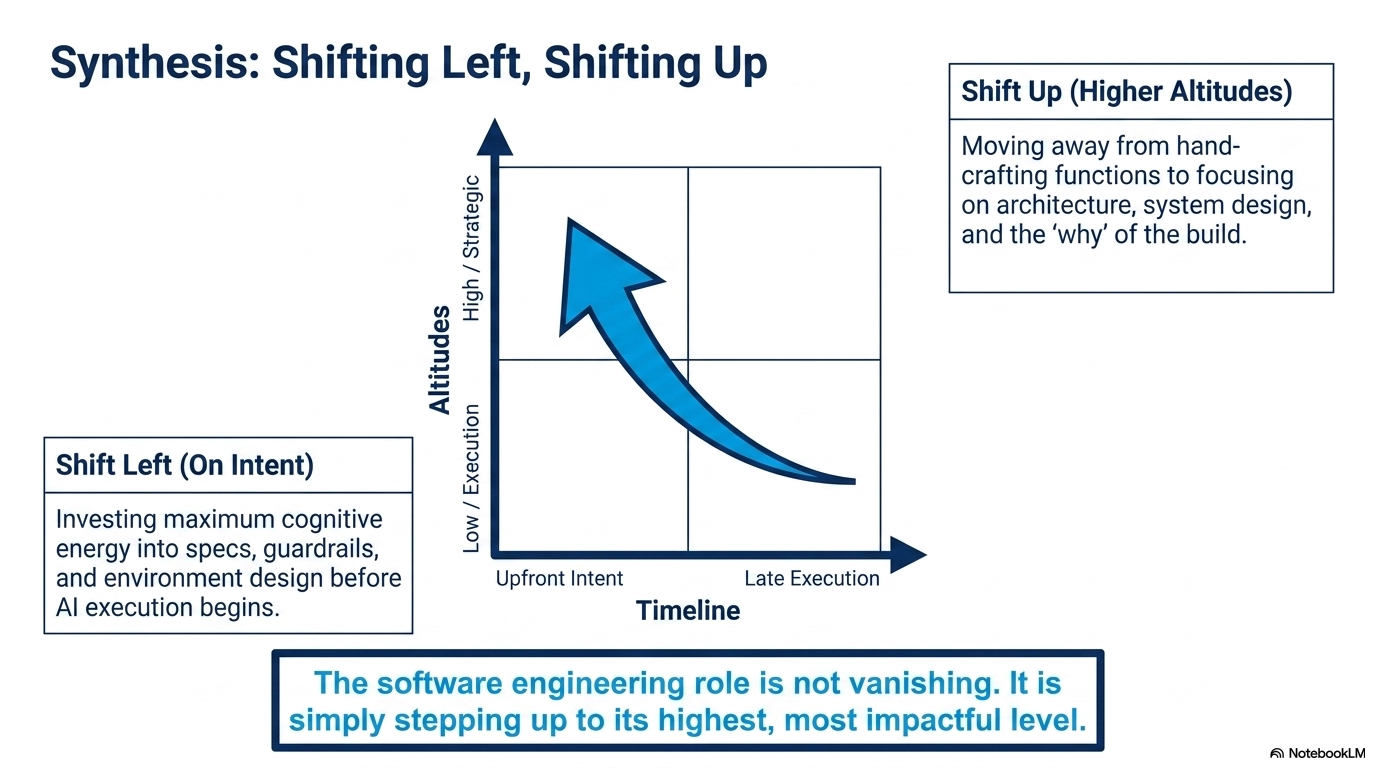 Synthesis: Shifting Left, Shifting Up
Shift Up (Higher Altitudes)
Moving away from hand-
crafting functions to focusing
on architecture, system design,
and the ‘why’ of the build.
Altitudes
High / Strategic
Low / Execution
Upfront Intent
Late Execution
Timeline
Shift Left (On Intent)
Investing maximum cognitive
energy into specs, guardrails,
and environment design before
AI execution begins.
The software engineering role is not vanishing. It is
simply stepping up to its highest, most impactful level.
NotebookLM